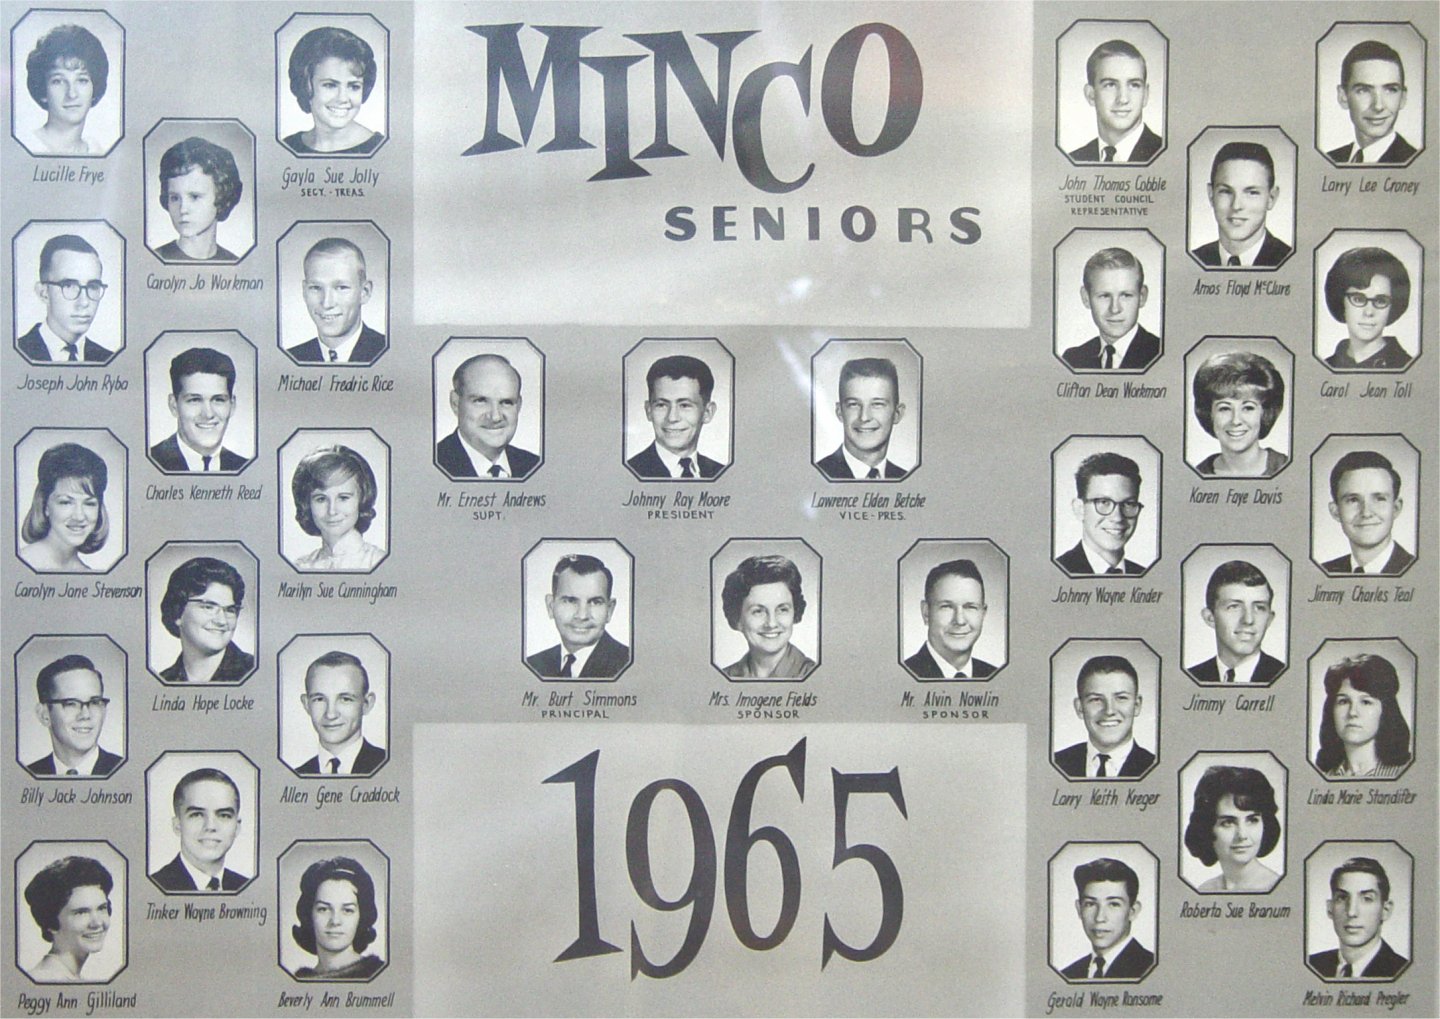 MINCO
SENIORS
Lucille Frye
Gayla Sue Jolly
SECY. - TREAS.
Carolyn Jo Workman
Joseph John Ryba
Michael Fredric Rice
Charles Kenneth Reed
Carolyn Jane Stevenson
Marilyn Sue Cunningham
Linda Hope Locke
Billy Jack Johnson
Allen Gene Craddock
Tinker Wayne Browning
Peggy Ann Gilliland
Beverly Ann Brummell
Mr. Ernest Andrews
SUPT.
Johnny Ray Moore
PRESIDENT
Lawrence Elden Betche
VICE-PRES.
Mr. Burt Simmons
PRINCIPAL
Mrs. Imogene Fields
SPONSOR
Mr. Alvin Nowlin
SPONSOR
1965
John Thomas Cobble
STUDENT COUNCIL
REPRESENTATIVE
Larry Lee Croney
Amos Floyd McClure
Clifton Dean Workman
Carol Jean Toll
Karen Faye Davis
Johnny Wayne Kinder
Jimmy Charles Teal
Jimmy Carrell
Larry Keith Kreger
Linda Marie Standifer
Roberta Sue Branum
Gerald Wayne Ransome
Melvin Richard Pregler